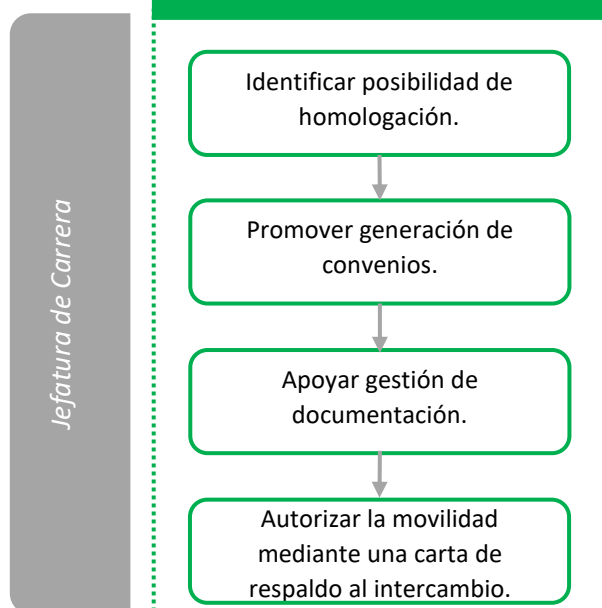 Jefatura de Carrera
Identificar posibilidad de
homologación.
Promover generación de
convenios.
Apoyar gestión de
documentación.
Autorizar la movilidad
mediante una carta de
respaldo al intercambio.